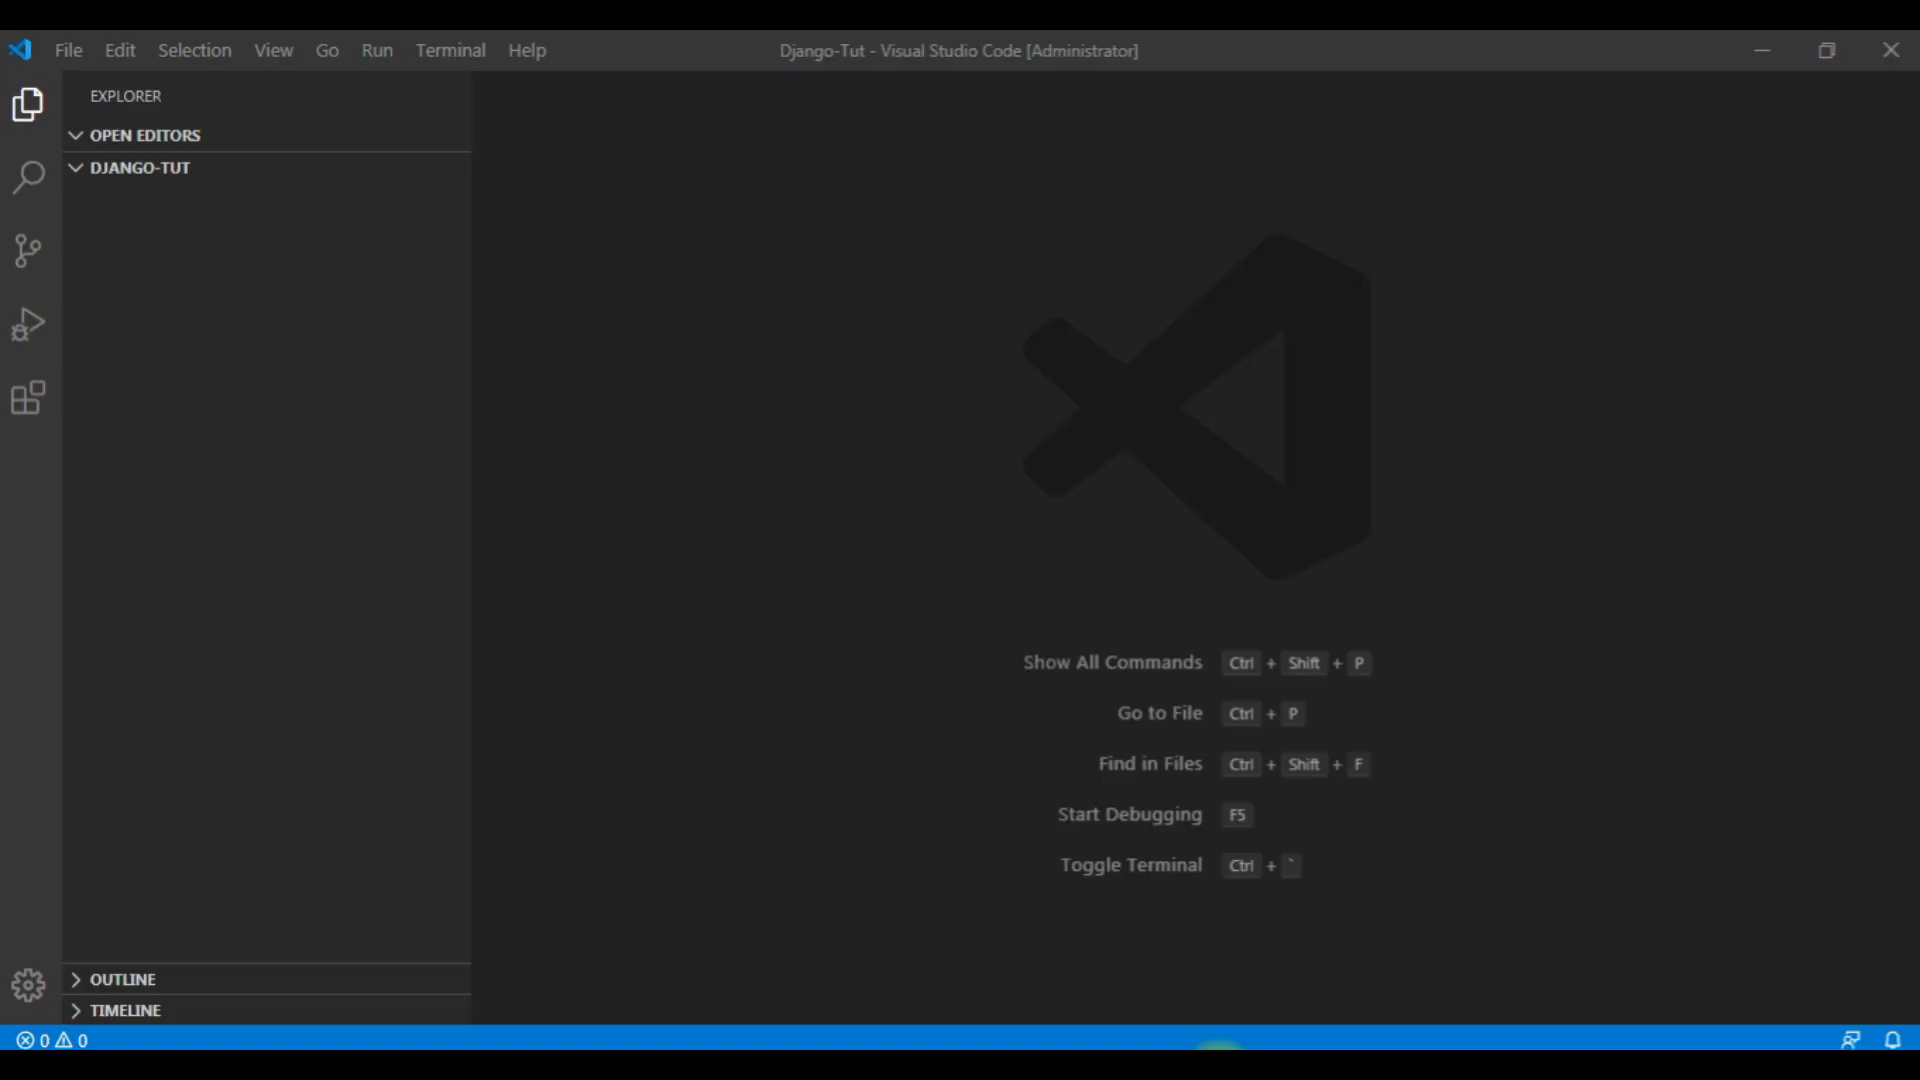 File Edit Selection View Go Run Terminal Help Django-Tut - Visual Studio Code [Administrator]
EXPLORER
OPEN EDITORS
DJANGO-TUT
Show All Commands Ctrl + Shift + P
Go to File Ctrl + P
Find in Files Ctrl + Shift + F
Start Debugging F5
Toggle Terminal Ctrl + `
OUTLINE
TIMELINE
0 0